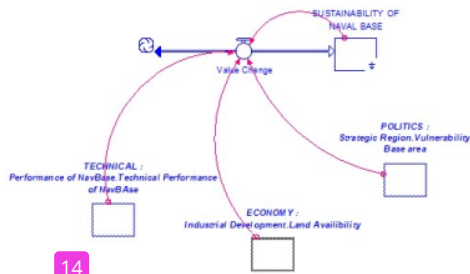 SUSTAINABILITY OF
NAVAL BASE
Value Change
POLITICS :
Strategic Region.Vulnerability
Base area
TECHNICAL :
Performance of NavBase.Technical Performance
of NavBAse
ECONOMY :
Industrial Development.Land Availibility
14